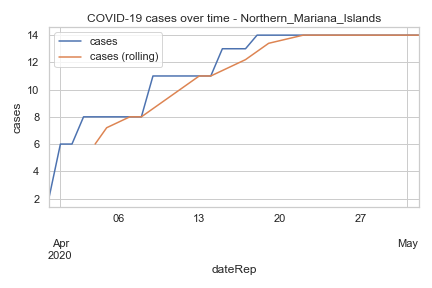 COVID-19 cases over time - Northern_Mariana_Islands
cases
cases (rolling)
cases
14
12
10
8
6
4
2
06
13
20
27
Apr
2020
May
dateRep